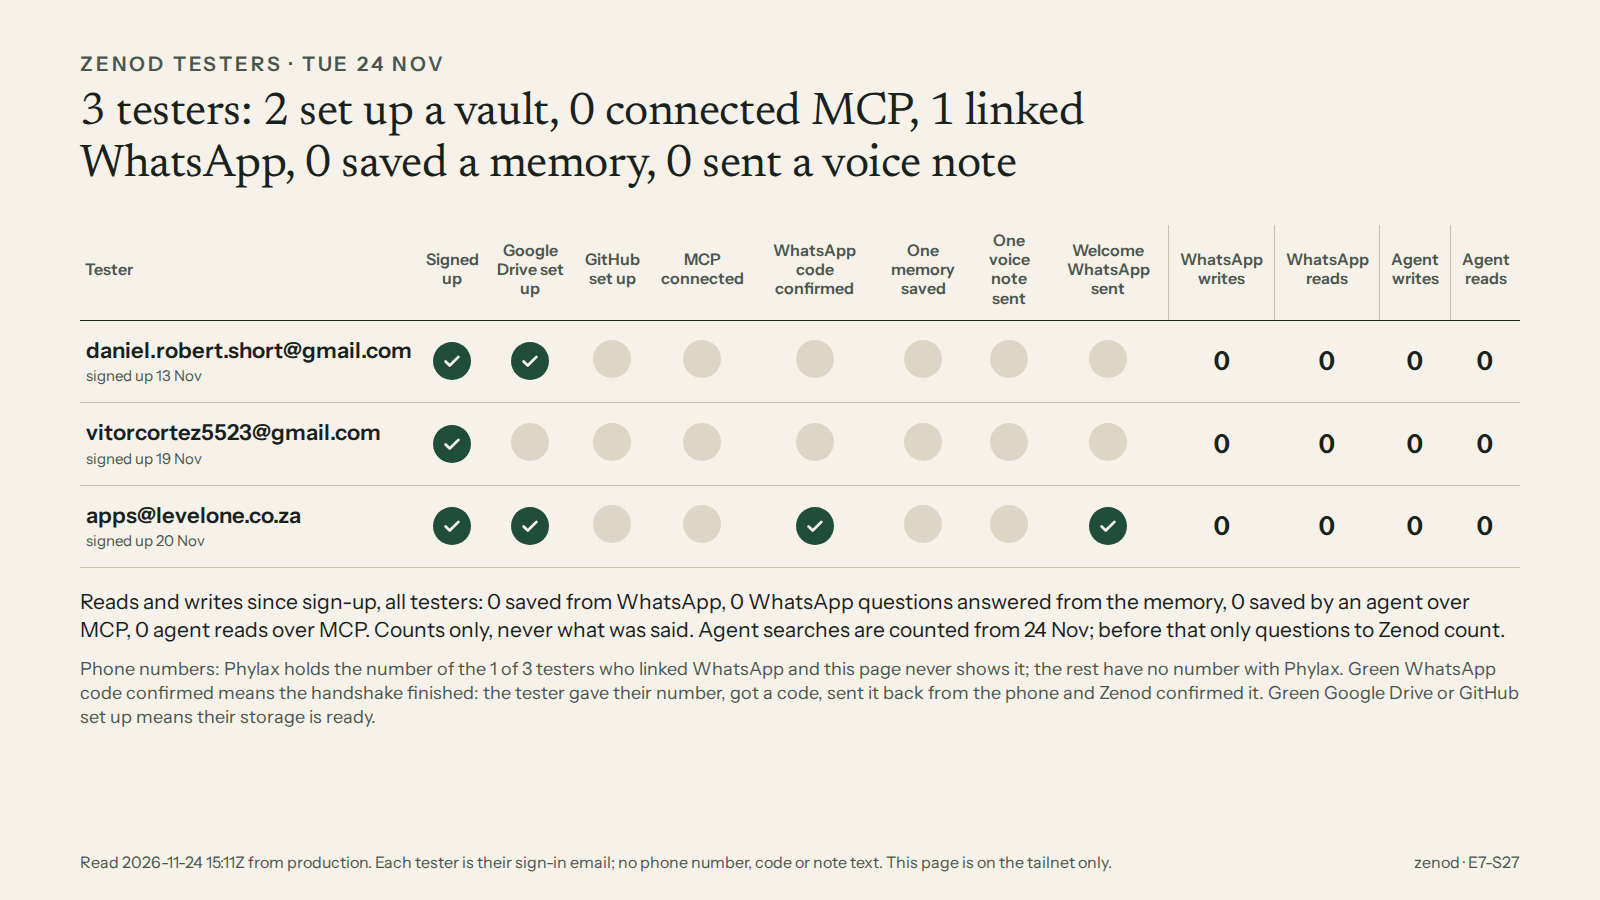 ZENOD TESTERS · TUE 24 NOV
3 testers: 2 set up a vault, 0 connected MCP, 1 linked
WhatsApp, 0 saved a memory, 0 sent a voice note
Tester
Signed
up
Google
Drive set
up
GitHub
set up
MCP
connected
WhatsApp
code
confirmed
One
memory
saved
One
voice
note
sent
Welcome
WhatsApp
sent
WhatsApp
writes
WhatsApp
reads
Agent
writes
Agent
reads
daniel.robert.short@gmail.com
signed up 13 Nov
0 0 0 0
vitorcortez5523@gmail.com
signed up 19 Nov
0 0 0 0
apps@levelone.co.za
signed up 20 Nov
0 0 0 0
Reads and writes since sign-up, all testers: 0 saved from WhatsApp, 0 WhatsApp questions answered from the memory, 0 saved by an agent over
MCP, 0 agent reads over MCP. Counts only, never what was said. Agent searches are counted from 24 Nov; before that only questions to Zenod count.
Phone numbers: Phylax holds the number of the 1 of 3 testers who linked WhatsApp and this page never shows it; the rest have no number with Phylax. Green WhatsApp
code confirmed means the handshake finished: the tester gave their number, got a code, sent it back from the phone and Zenod confirmed it. Green Google Drive or GitHub
set up means their storage is ready.
Read 2026-11-24 15:11Z from production. Each tester is their sign-in email; no phone number, code or note text. This page is on the tailnet only.
zenod · E7-S27